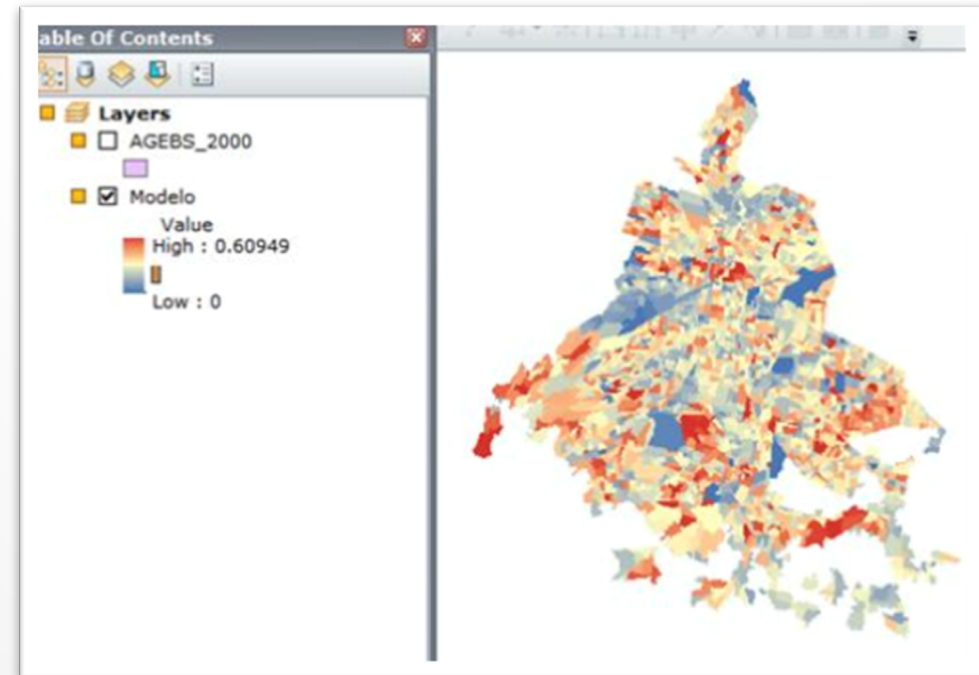 able Of Contents
Layers
AGEBS_2000
Modelo
Value
High : 0.60949
Low : 0